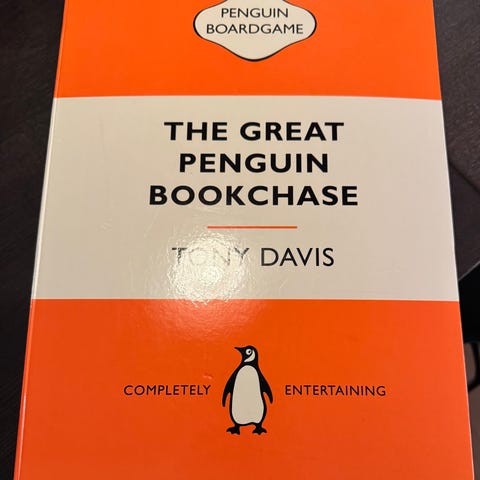 PENGUIN
BOARDGAME
THE GREAT
PENGUIN
BOOKCHASE
TONY DAVIS
COMPLETELY ENTERTAINING